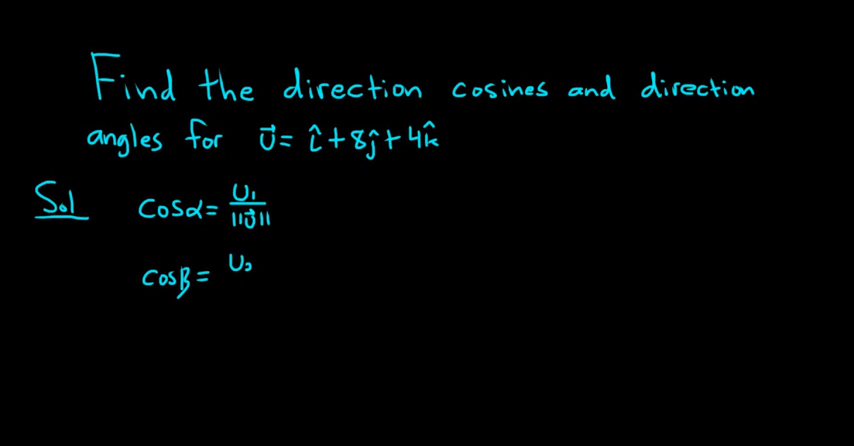 Find the direction cosines and direction
angles for u⃗ = î + 8ĵ + 4k̂
Sol cosα = u₁/||u⃗||
cosβ = u₂